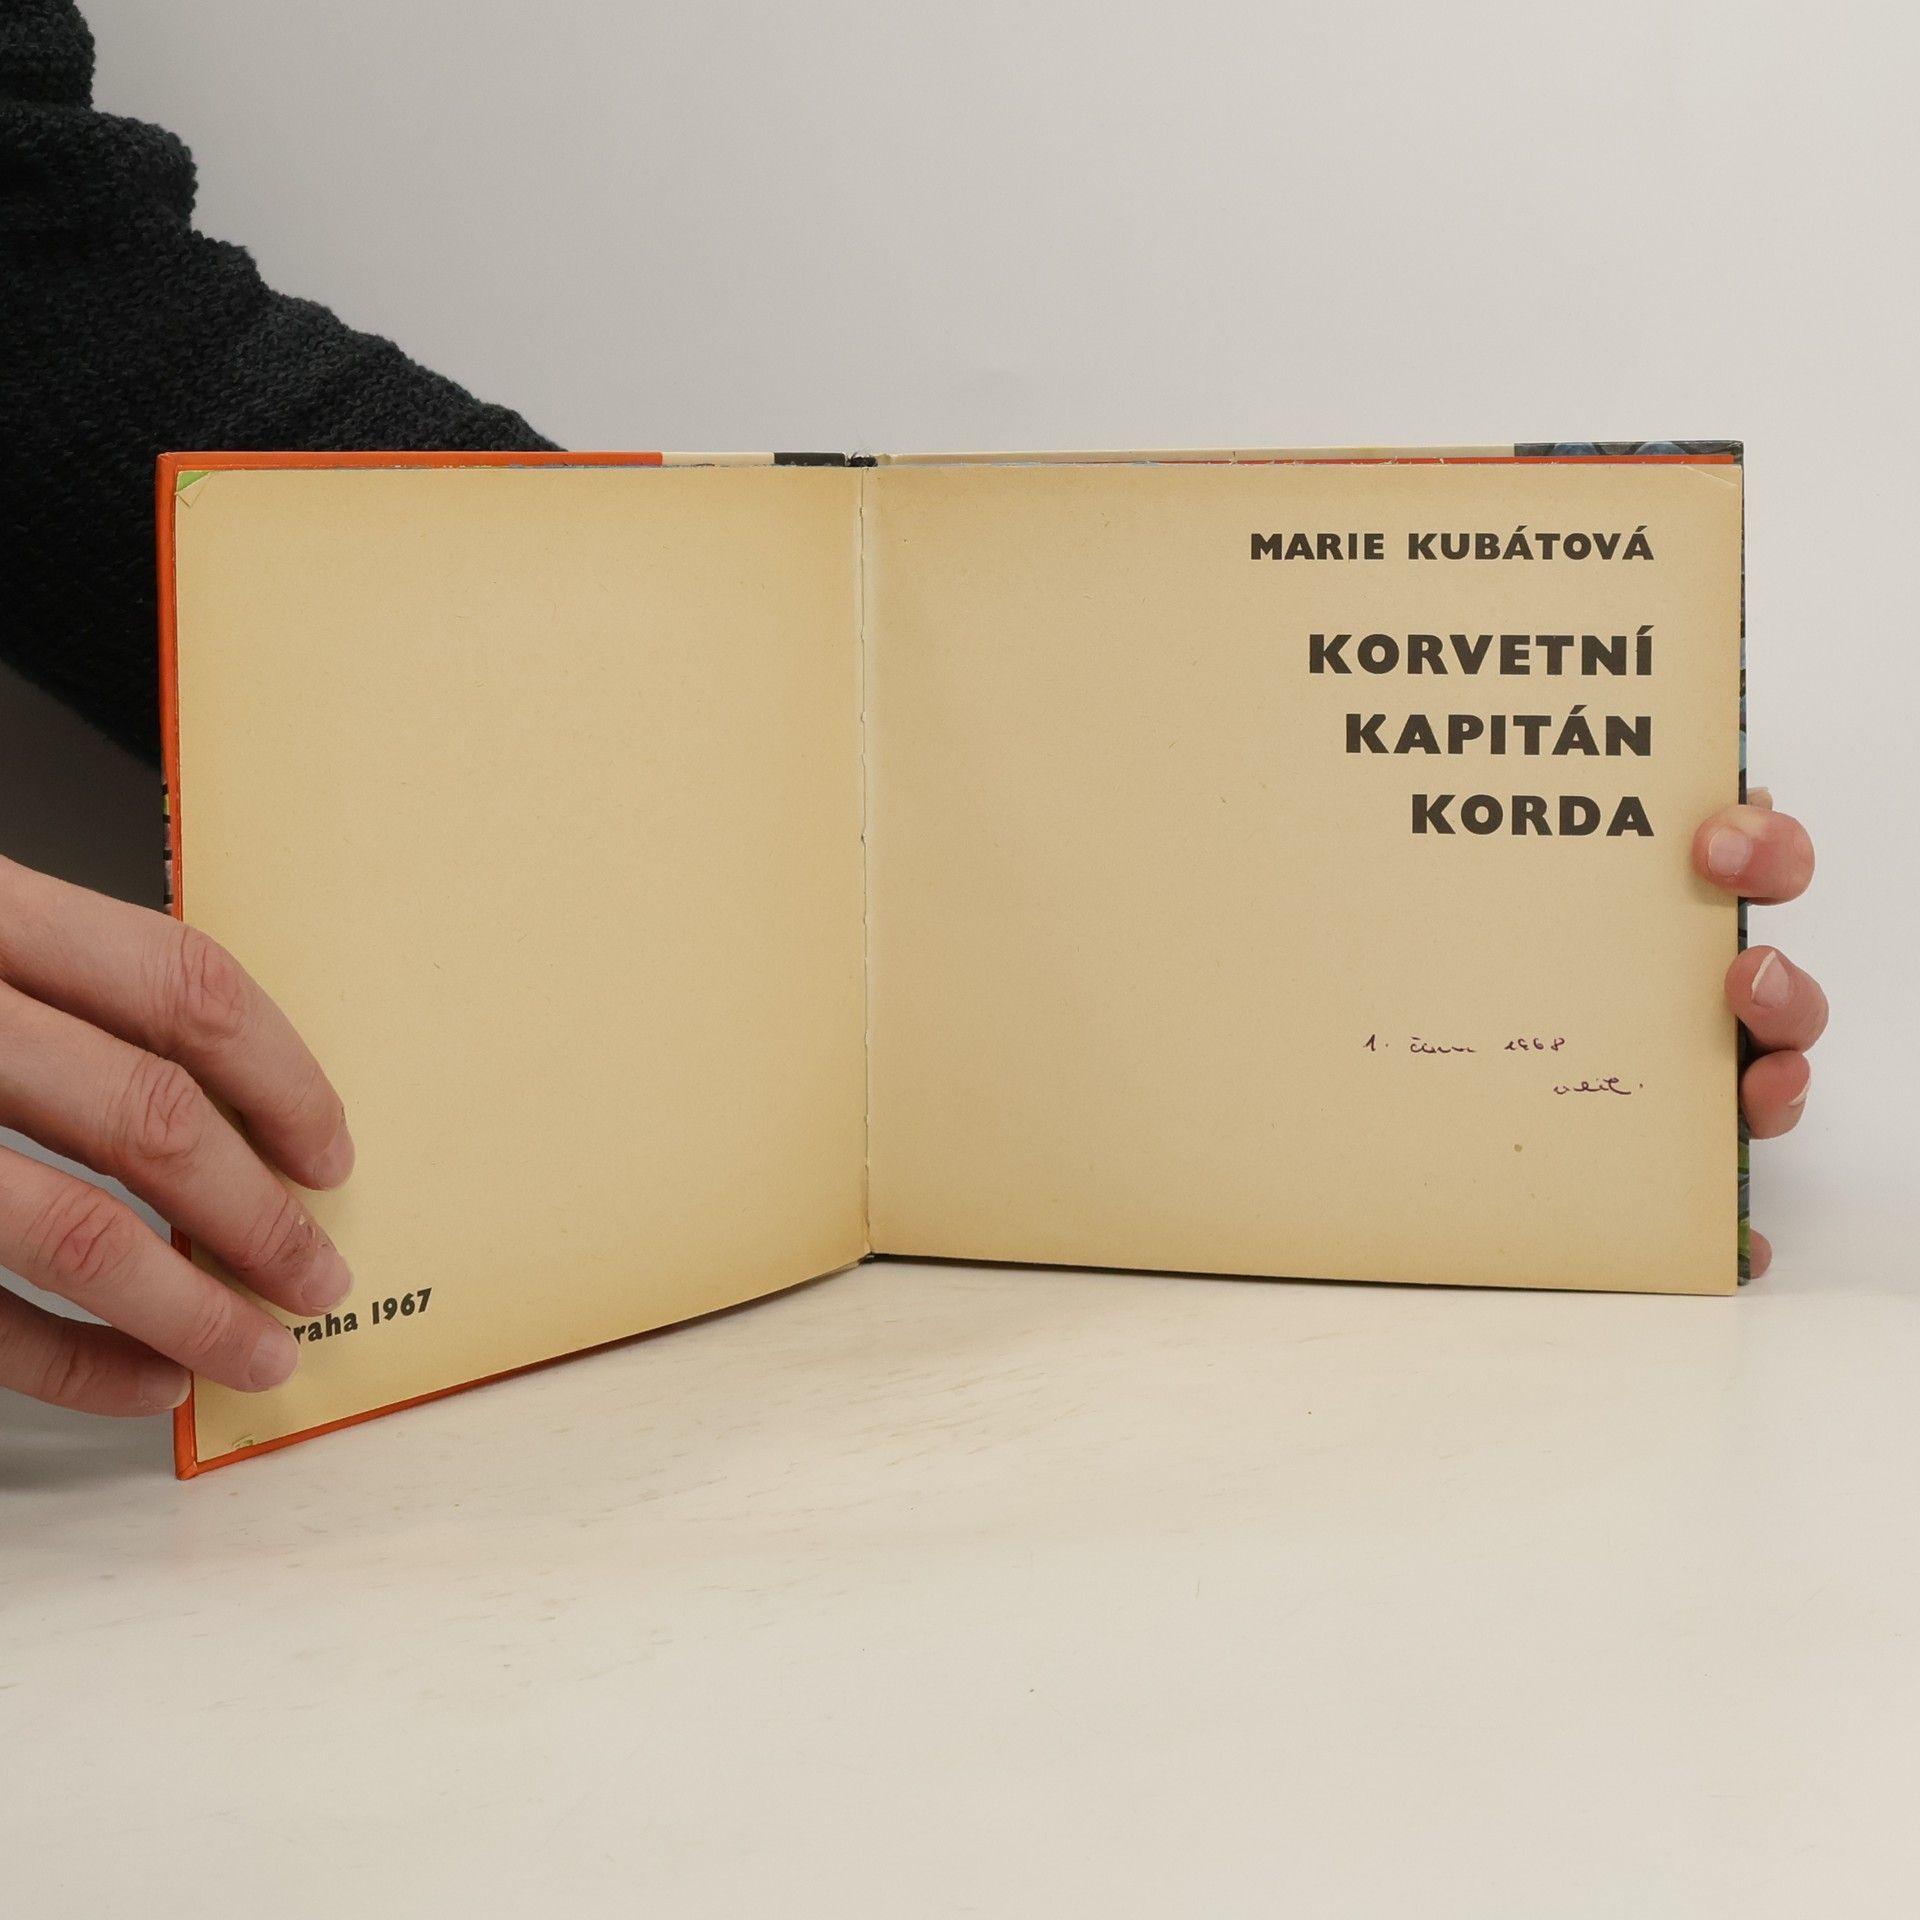 MARIE KUBÁTOVÁ
KORVETNÍ
KAPITÁN
KORDA
1. června 1968
raha 1967